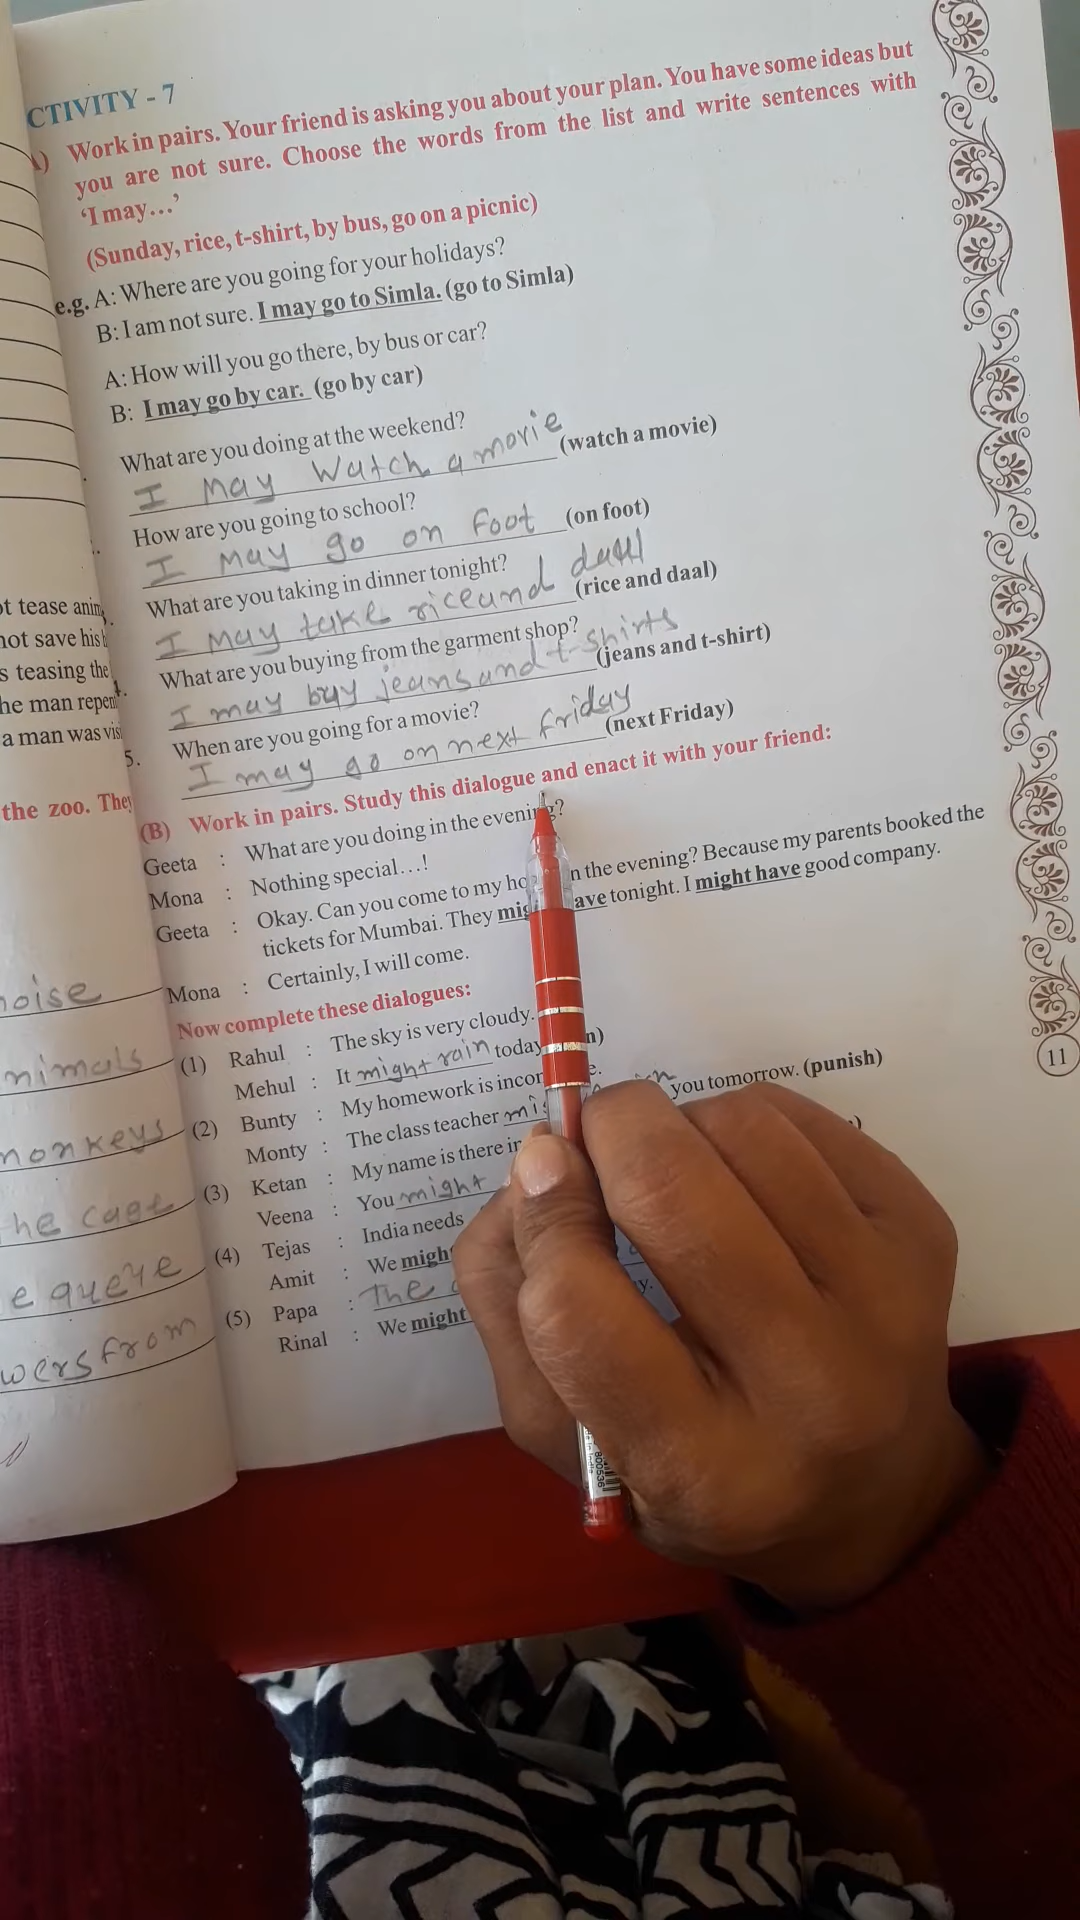 CTIVITY - 7
Work in pairs. Your friend is asking you about your plan. You have some ideas but
you are not sure. Choose the words from the list and write sentences with
‘I may...’
(Sunday, rice, t-shirt, by bus, go on a picnic)
e.g. A: Where are you going for your holidays?
B: I am not sure. I may go to Simla. (go to Simla)
A: How will you go there, by bus or car?
B: I may go by car. (go by car)
What are you doing at the weekend?
I may watch a movie (watch a movie)
How are you going to school?
I may go on foot (on foot)
What are you taking in dinner tonight?
I may take rice and daal (rice and daal)
What are you buying from the garment shop?
I may buy jeans and t-shirts (jeans and t-shirt)
5. When are you going for a movie?
I may go on next friday (next Friday)
(B) Work in pairs. Study this dialogue and enact it with your friend:
Geeta : What are you doing in the evening?
Mona : Nothing special...!
Geeta : Okay. Can you come to my the evening? Because my parents booked the
tickets for Mumbai. They tonight. I might have good company.
Mona : Certainly, I will come.
Now complete these dialogues:
(1) Rahul : The sky is very cloudy.
Mehul : It might rain today
(2) Bunty : My homework is
Monty : The class teacher you tomorrow. (punish)
(3) Ketan : My name is there
Veena : You might
(4) Tejas : India needs
Amit : We
(5) Papa : The
Rinal : We might
11
tease
not save his
s teasing the
he man
a man was
the zoo. They
noise
nimals
monkeys
the cage
e queue
wers from